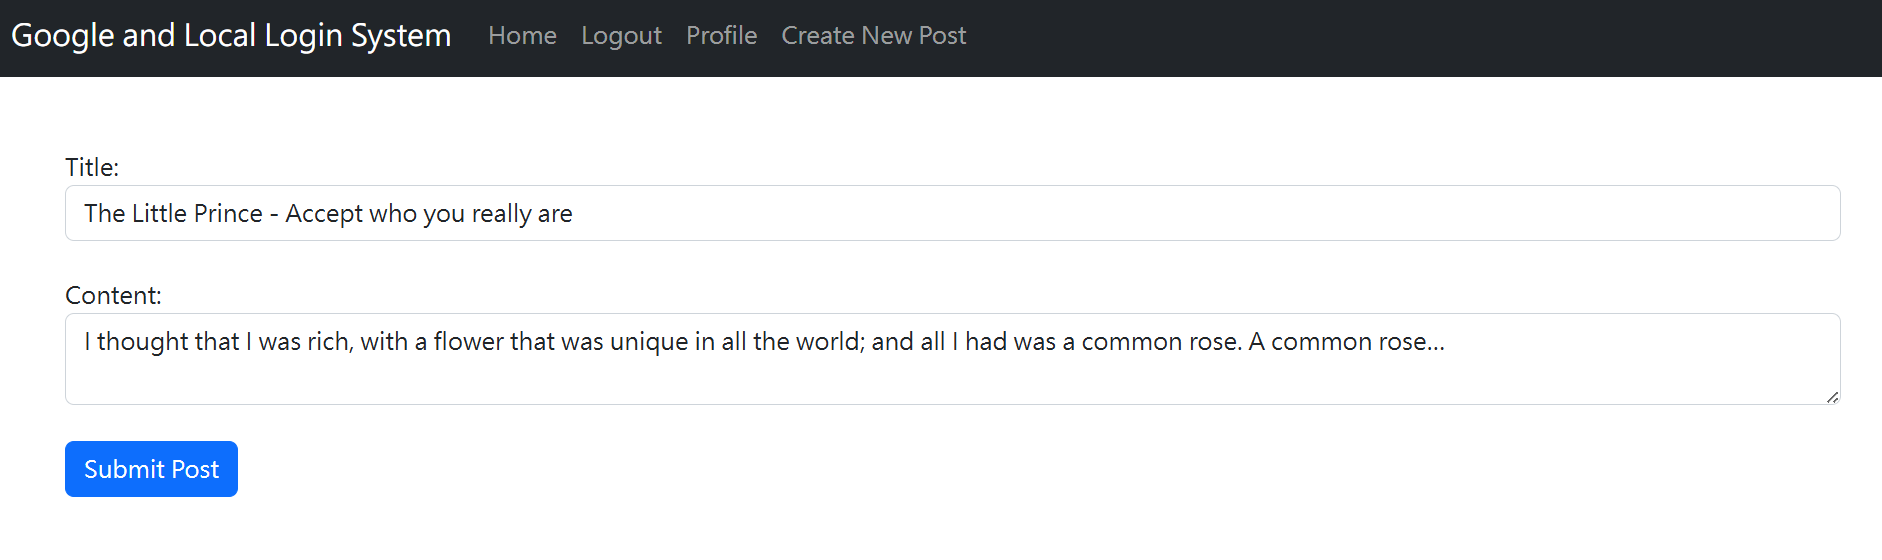 Google and Local Login System Home Logout Profile Create New Post
Title:
The Little Prince - Accept who you really are
Content:
I thought that I was rich, with a flower that was unique in all the world; and all I had was a common rose. A common rose...
Submit Post